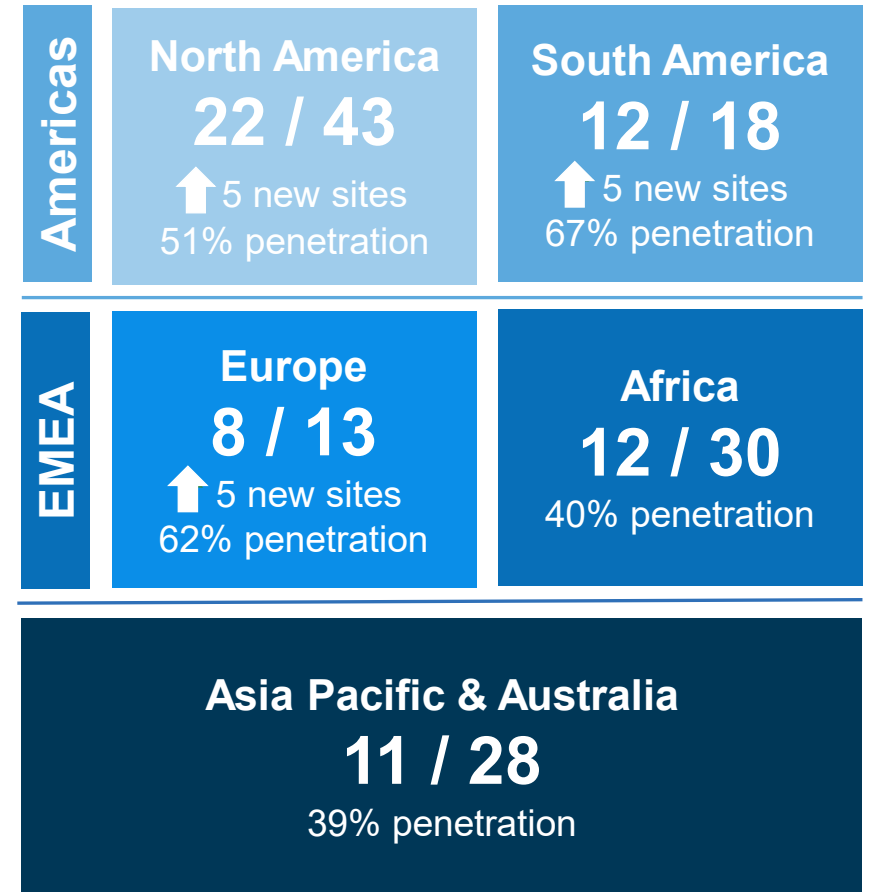 Americas
North America
22 / 43
5 new sites
51% penetration
South America
12 / 18
5 new sites
67% penetration
EMEA
Europe
8 / 13
5 new sites
62% penetration
Africa
12 / 30
40% penetration
Asia Pacific & Australia
11 / 28
39% penetration